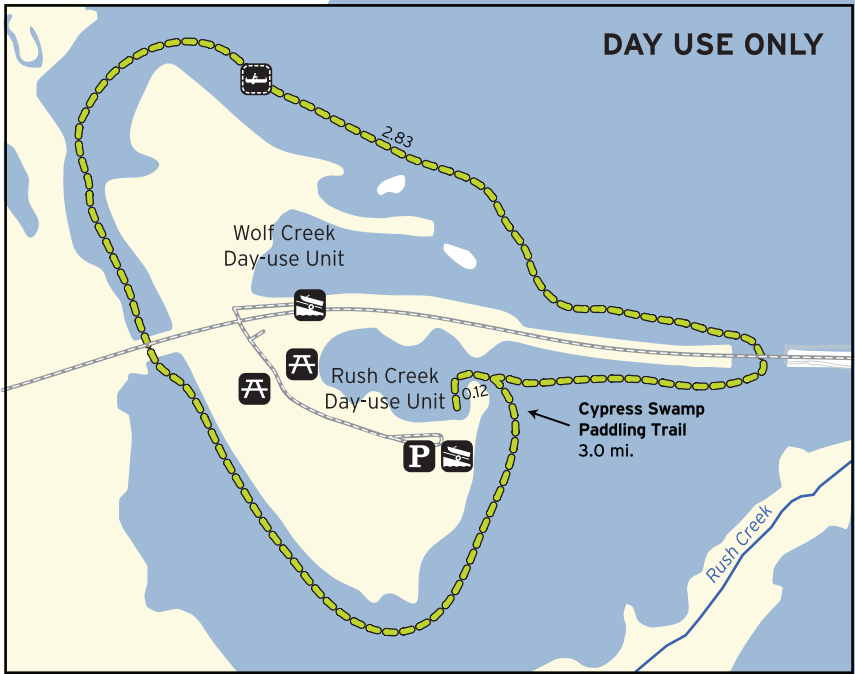 DAY USE ONLY
2.83
Wolf Creek
Day-use Unit
Rush Creek
Day-use Unit
0.12
Cypress Swamp
Paddling Trail
3.0 mi.
P
Rush Creek